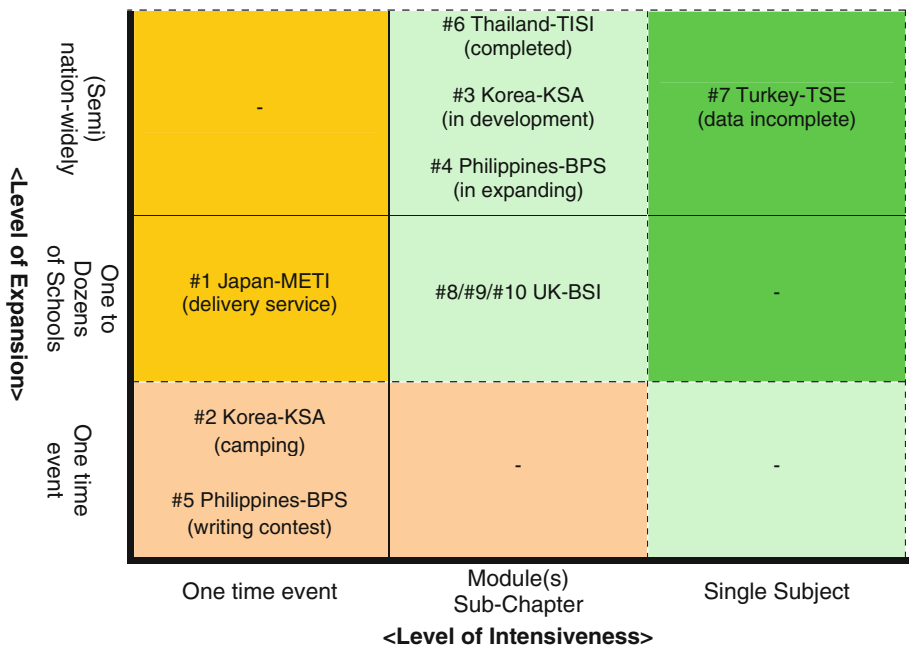 <Level of Expansion>
(Semi)
nation-widely
-
#6 Thailand-TISI
(completed)
#3 Korea-KSA
(in development)
#4 Philippines-BPS
(in expanding)
#7 Turkey-TSE
(data incomplete)
One to
Dozens
of Schools
#1 Japan-METI
(delivery service)
#8/#9/#10 UK-BSI
-
One time
event
#2 Korea-KSA
(camping)
#5 Philippines-BPS
(writing contest)
-
-
One time event
Module(s)
Sub-Chapter
Single Subject
<Level of Intensiveness>